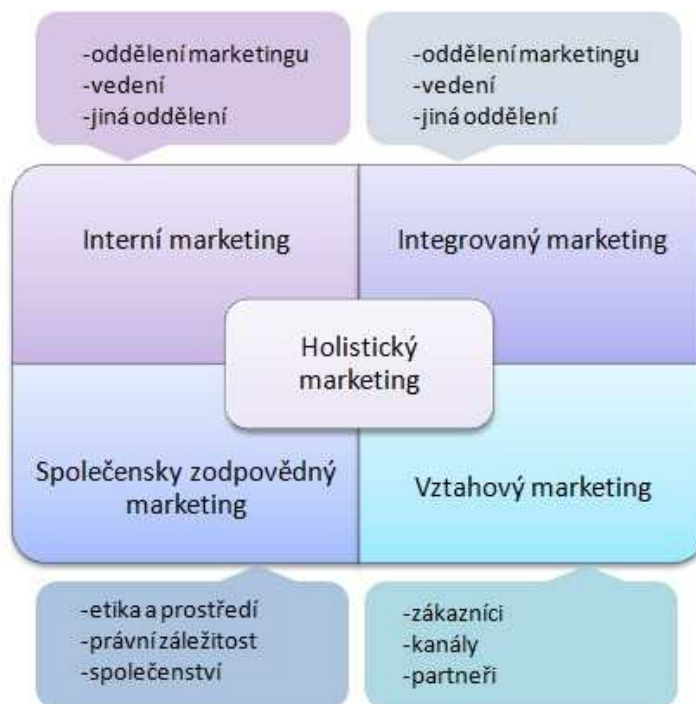 -oddělení marketingu
-vedení
-jiná oddělení
-oddělení marketingu
-vedení
-jiná oddělení
Interní marketing
Integrovaný marketing
Holistický
marketing
Společensky zodpovědný
marketing
Vztahový marketing
-etika a prostředí
-právní záležitost
-společenství
-zákazníci
-kanály
-partneři